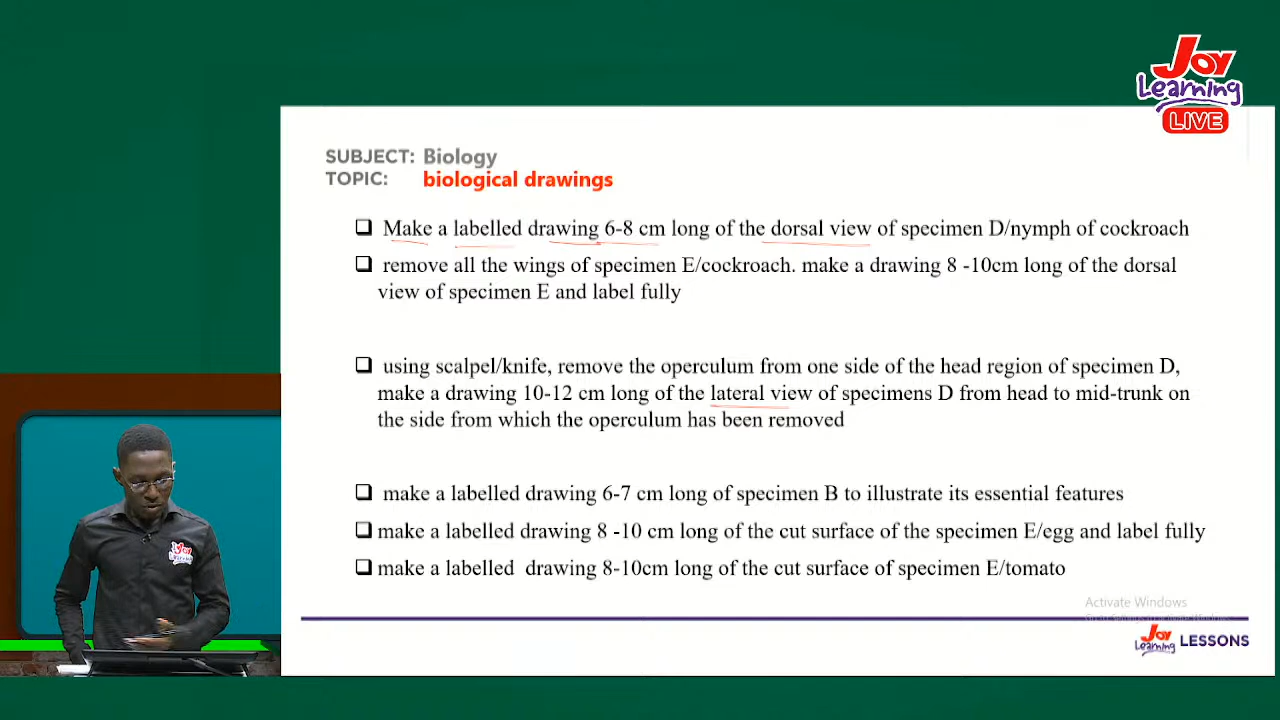 Joy
Learning
LIVE
SUBJECT: Biology
TOPIC: biological drawings
Make a labelled drawing 6-8 cm long of the dorsal view of specimen D/nymph of cockroach
remove all the wings of specimen E/cockroach. make a drawing 8 -10cm long of the dorsal
view of specimen E and label fully
using scalpel/knife, remove the operculum from one side of the head region of specimen D,
make a drawing 10-12 cm long of the lateral view of specimens D from head to mid-trunk on
the side from which the operculum has been removed
make a labelled drawing 6-7 cm long of specimen B to illustrate its essential features
make a labelled drawing 8 -10 cm long of the cut surface of the specimen E/egg and label fully
make a labelled drawing 8-10cm long of the cut surface of specimen E/tomato
Activate Windows
Joy
Learning LESSONS
Joy